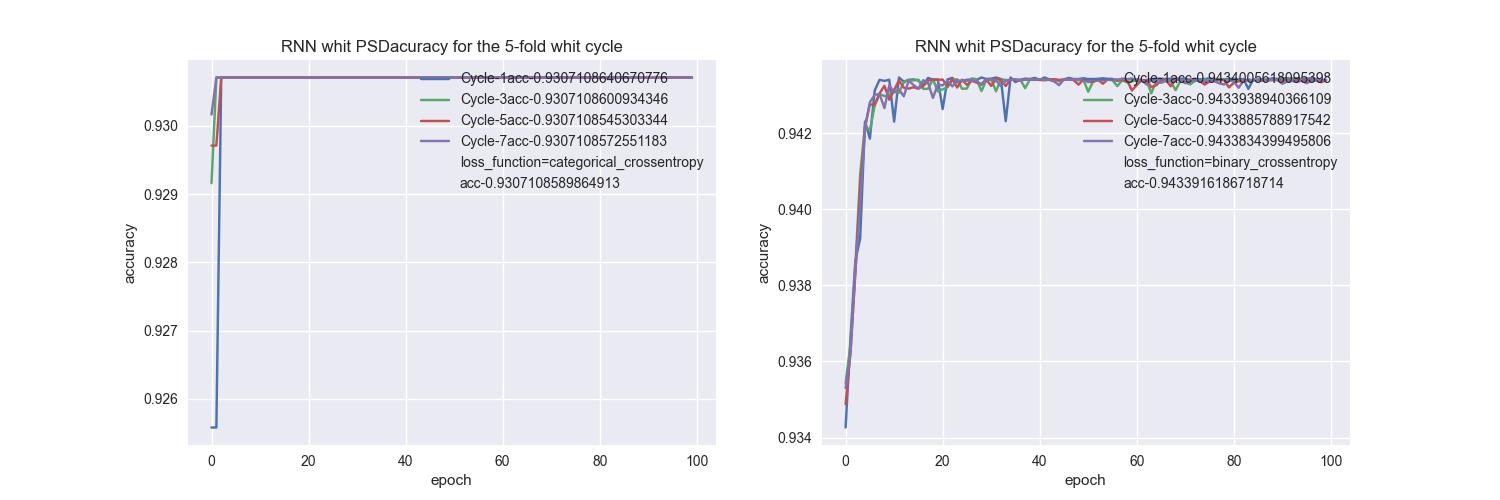 RNN whit PSDacuracy for the 5-fold whit cycle
Cycle-1acc-0.9307108640670776
Cycle-3acc-0.9307108600934346
Cycle-5acc-0.9307108545303344
Cycle-7acc-0.9307108572551183
loss_function=categorical_crossentropy
acc-0.9307108589864913
0.930
0.929
0.928
0.927
0.926
accuracy
0
20
40
60
80
100
epoch
RNN whit PSDacuracy for the 5-fold whit cycle
Cycle-1acc-0.9434005618095398
Cycle-3acc-0.9433938940366109
Cycle-5acc-0.9433885788917542
Cycle-7acc-0.9433834399495806
loss_function=binary_crossentropy
acc-0.9433916186718714
0.942
0.940
0.938
0.936
0.934
accuracy
0
20
40
60
80
100
epoch